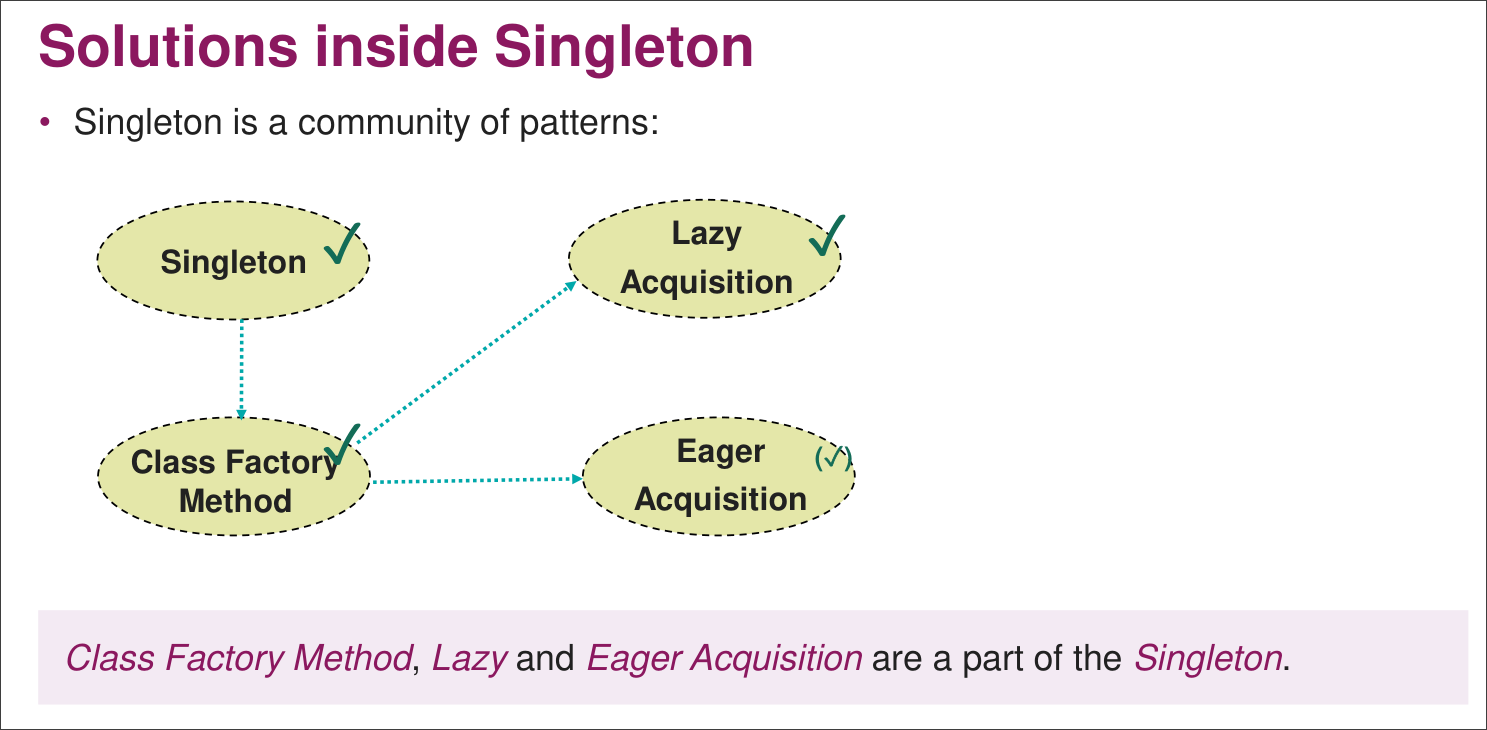 Solutions inside Singleton
• Singleton is a community of patterns:
Singleton ✓
Lazy ✓
Acquisition
Class Factory ✓
Method
Eager (✓)
Acquisition
Class Factory Method, Lazy and Eager Acquisition are a part of the Singleton.